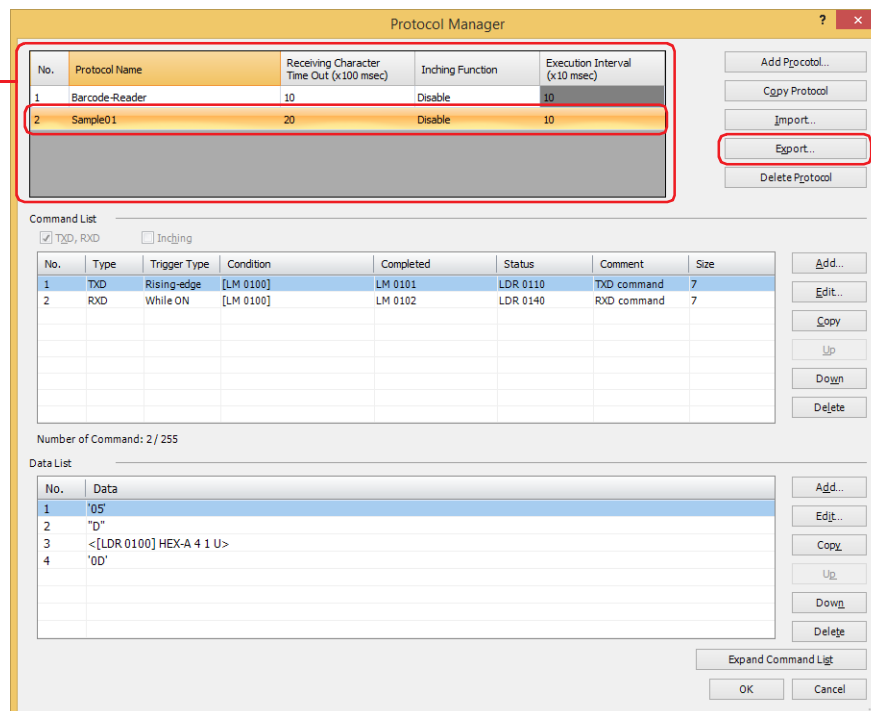 Protocol Manager
? ×
No. Protocol Name Receiving Character Time Out (x100 msec) Inching Function Execution Interval (x10 msec)
1 Barcode-Reader 10 Disable 10
2 Sample01 20 Disable 10
Add Procotol...
Copy Protocol
Import...
Export...
Delete Protocol
Command List
TXD, RXD Inching
No. Type Trigger Type Condition Completed Status Comment Size
1 TXD Rising-edge [LM 0100] LM 0101 LDR 0110 TXD command 7
2 RXD While ON [LM 0100] LM 0102 LDR 0140 RXD command 7
Add...
Edit...
Copy
Up
Down
Delete
Number of Command: 2 / 255
Data List
No. Data
1 '05'
2 "D"
3 <[LDR 0100] HEX-A 4 1 U>
4 '0D'
Add...
Edit...
Copy
Up
Down
Delete
Expand Command List
OK Cancel